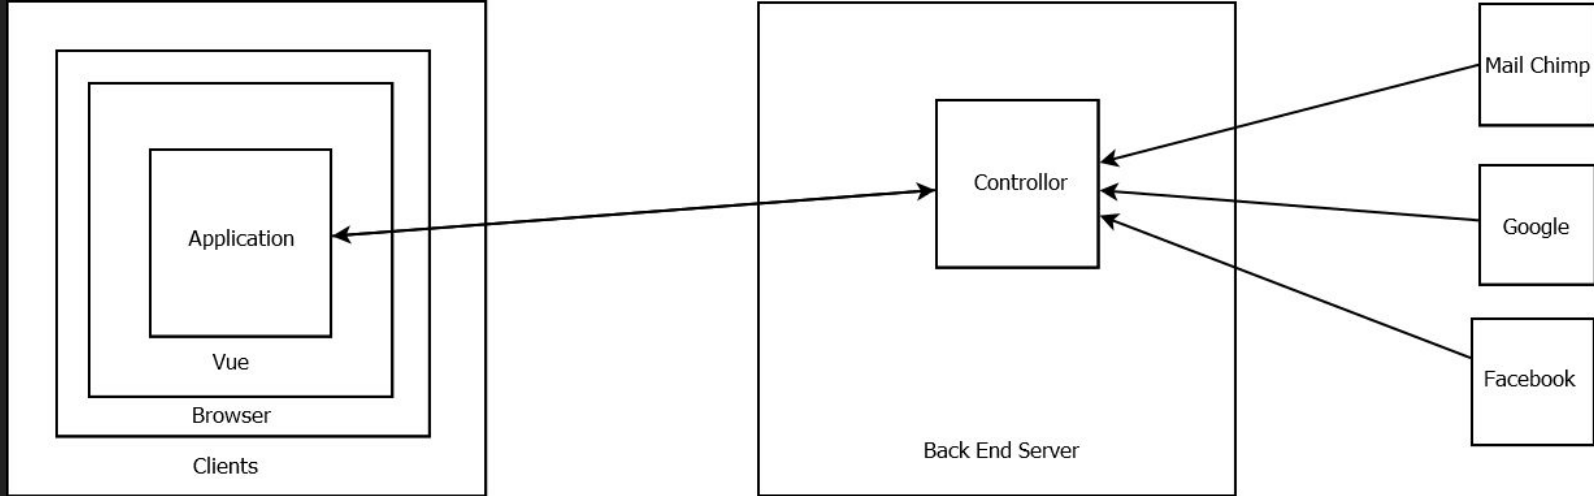 Application
Vue
Browser
Clients
Controllor
Back End Server
Mail Chimp
Google
Facebook